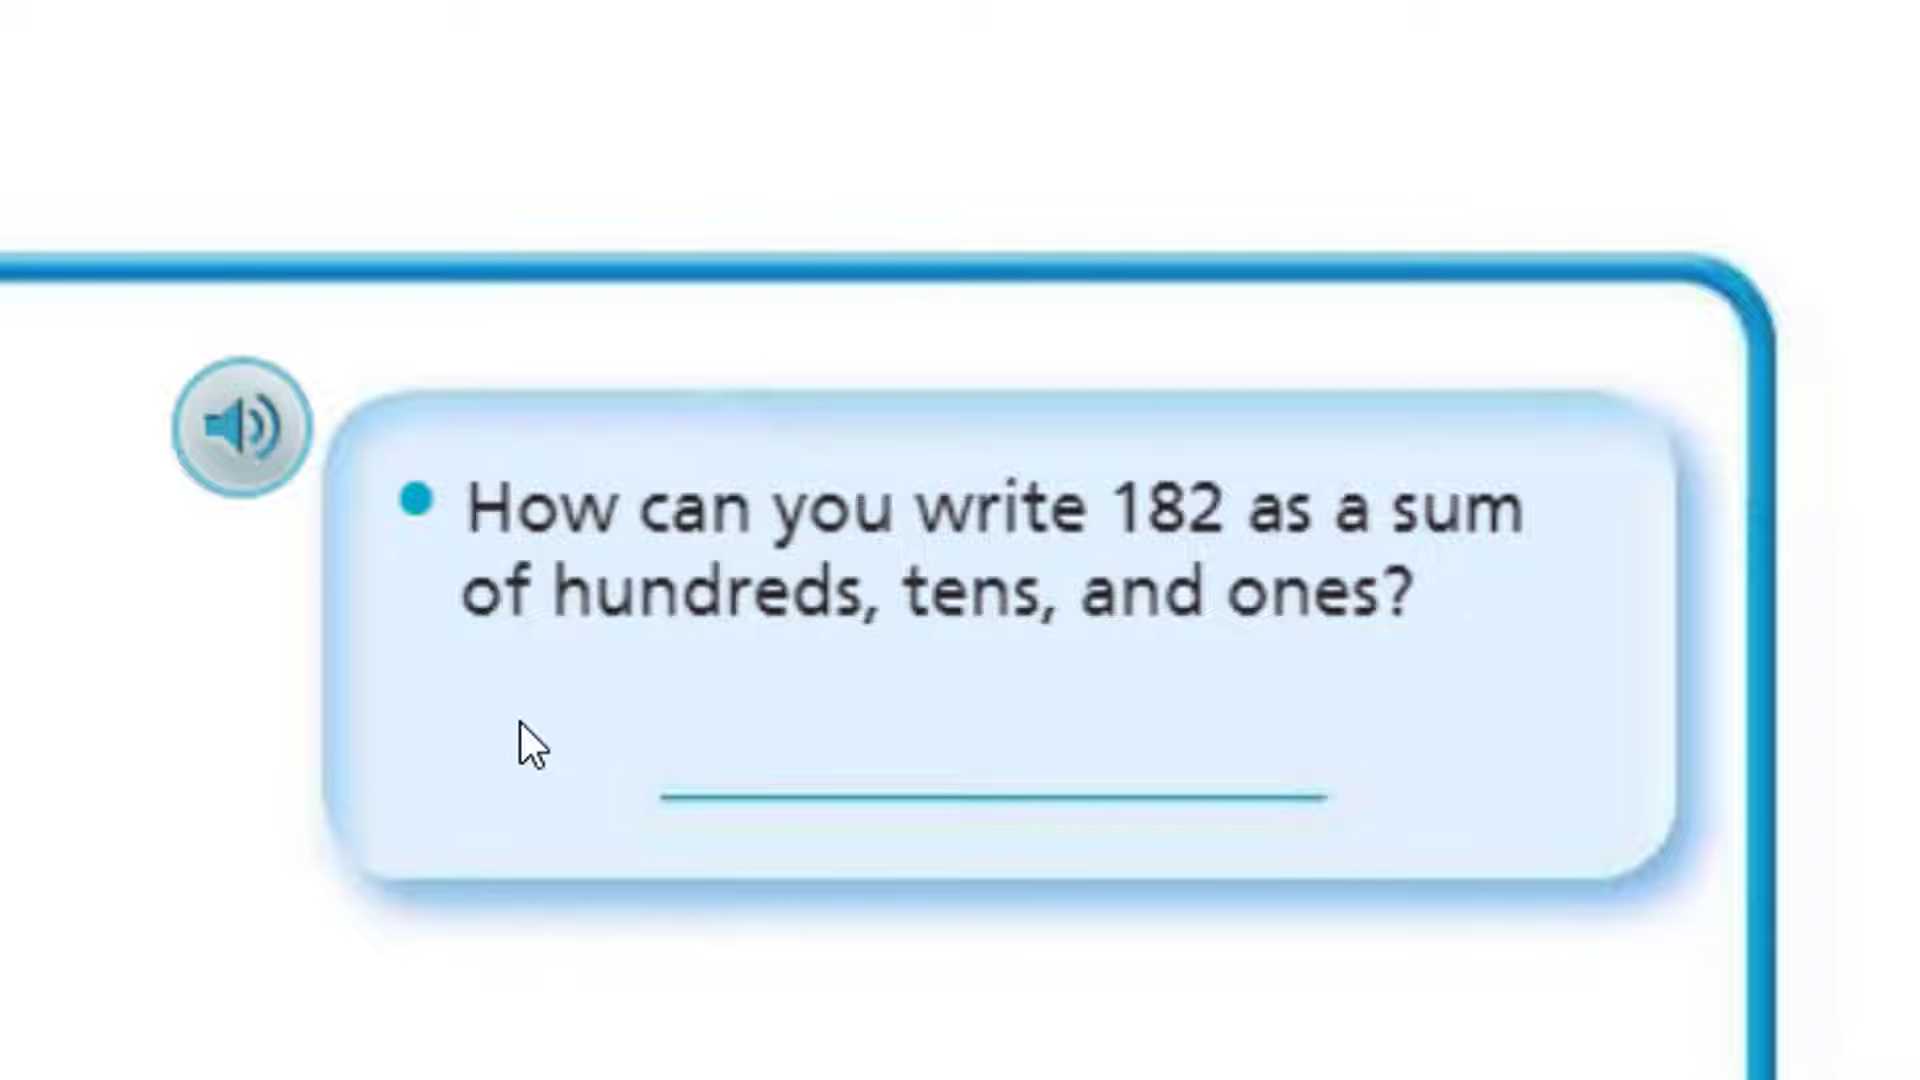 How can you write 182 as a sum
of hundreds, tens, and ones?